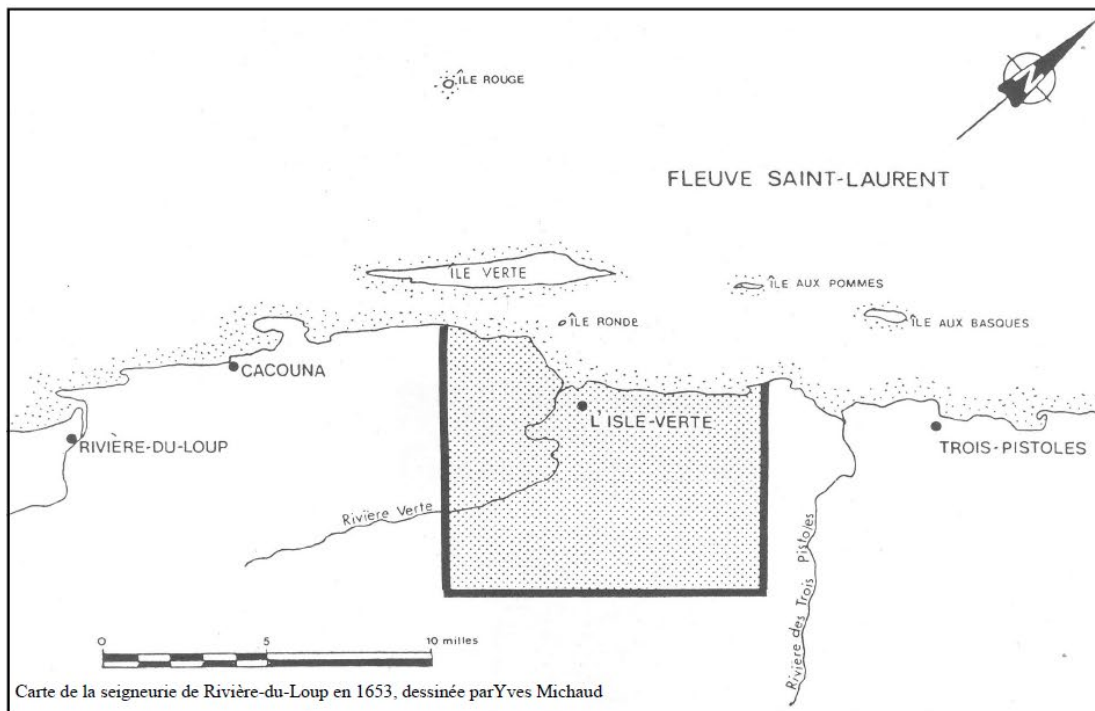 ÎLE ROUGE
N
FLEUVE SAINT-LAURENT
ÎLE VERTE
ÎLE AUX POMMES
ÎLE RONDE
ÎLE AUX BASQUES
CACOUNA
L'ISLE-VERTE
RIVIÈRE-DU-LOUP
TROIS-PISTOLES
Rivière Verte
Rivière des Trois Pistoles
0 5 10 milles
Carte de la seigneurie de Rivière-du-Loup en 1653, dessinée parYves Michaud